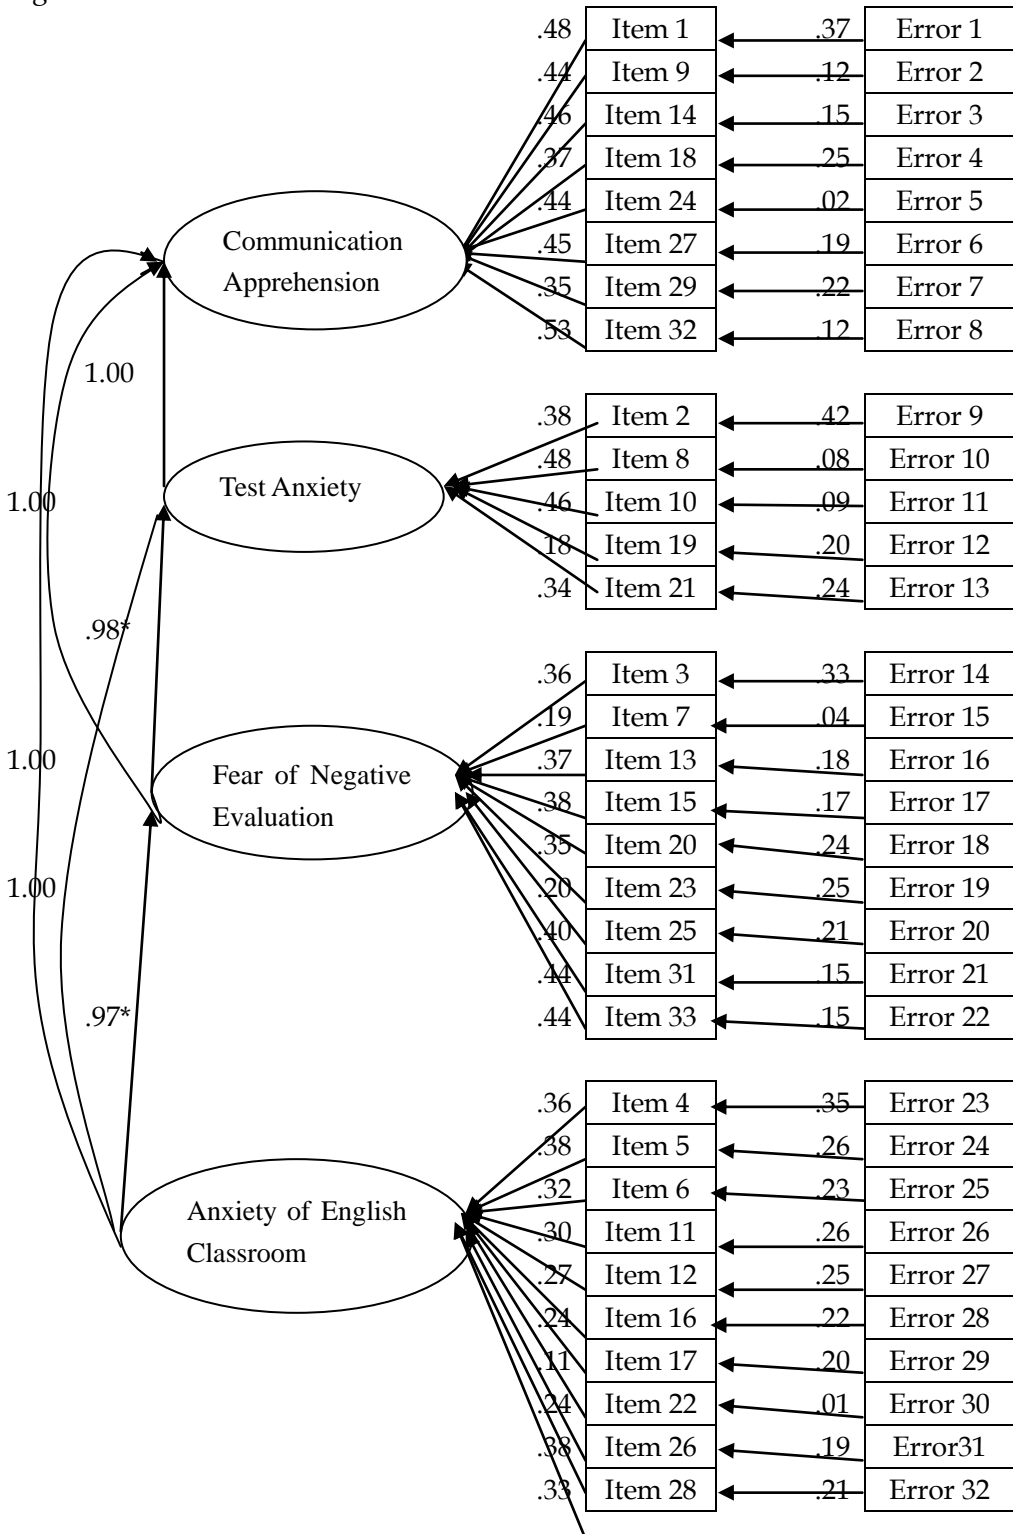 .48 Item 1 .37 Error 1
.44 Item 9 .12 Error 2
.46 Item 14 .15 Error 3
.37 Item 18 .25 Error 4
.44 Item 24 .02 Error 5
.45 Item 27 .19 Error 6
.35 Item 29 .22 Error 7
.53 Item 32 .12 Error 8
Communication
Apprehension
1.00
.38 Item 2 .42 Error 9
.48 Item 8 .08 Error 10
.46 Item 10 .09 Error 11
.18 Item 19 .20 Error 12
.34 Item 21 .24 Error 13
Test Anxiety
1.00
.98*
.36 Item 3 .33 Error 14
.19 Item 7 .04 Error 15
.37 Item 13 .18 Error 16
.38 Item 15 .17 Error 17
.35 Item 20 .24 Error 18
.20 Item 23 .25 Error 19
.40 Item 25 .21 Error 20
.44 Item 31 .15 Error 21
.44 Item 33 .15 Error 22
Fear of Negative
Evaluation
1.00
1.00
.97*
.36 Item 4 .35 Error 23
.38 Item 5 .26 Error 24
.32 Item 6 .23 Error 25
.30 Item 11 .26 Error 26
.27 Item 12 .25 Error 27
.24 Item 16 .22 Error 28
.11 Item 17 .20 Error 29
.24 Item 22 .01 Error 30
.38 Item 26 .19 Error31
.33 Item 28 .21 Error 32
Anxiety of English
Classroom